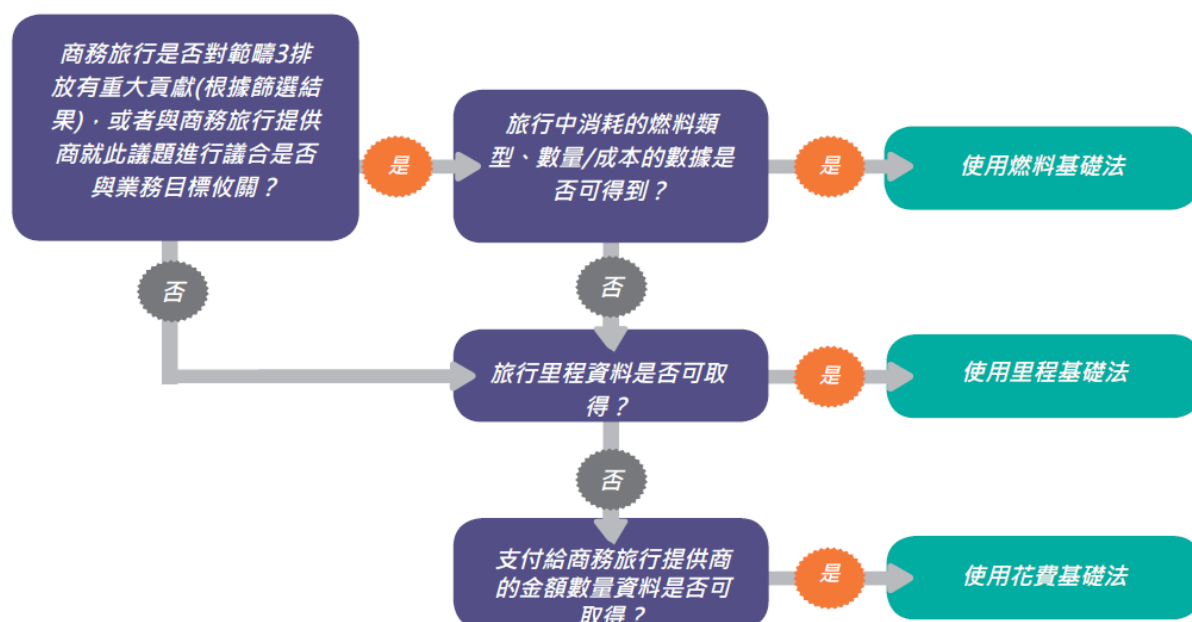 商務旅行是否對範疇3排
放有重大貢獻(根據篩選結
果)，或者與商務旅行提供
商就此議題進行議合是否
與業務目標攸關？
是
旅行中消耗的燃料類
型、數量/成本的數據是
否可得到？
是
使用燃料基礎法
否
否
旅行里程資料是否可取
得？
是
使用里程基礎法
否
支付給商務旅行提供商
的金額數量資料是否可
取得？
是
使用花費基礎法